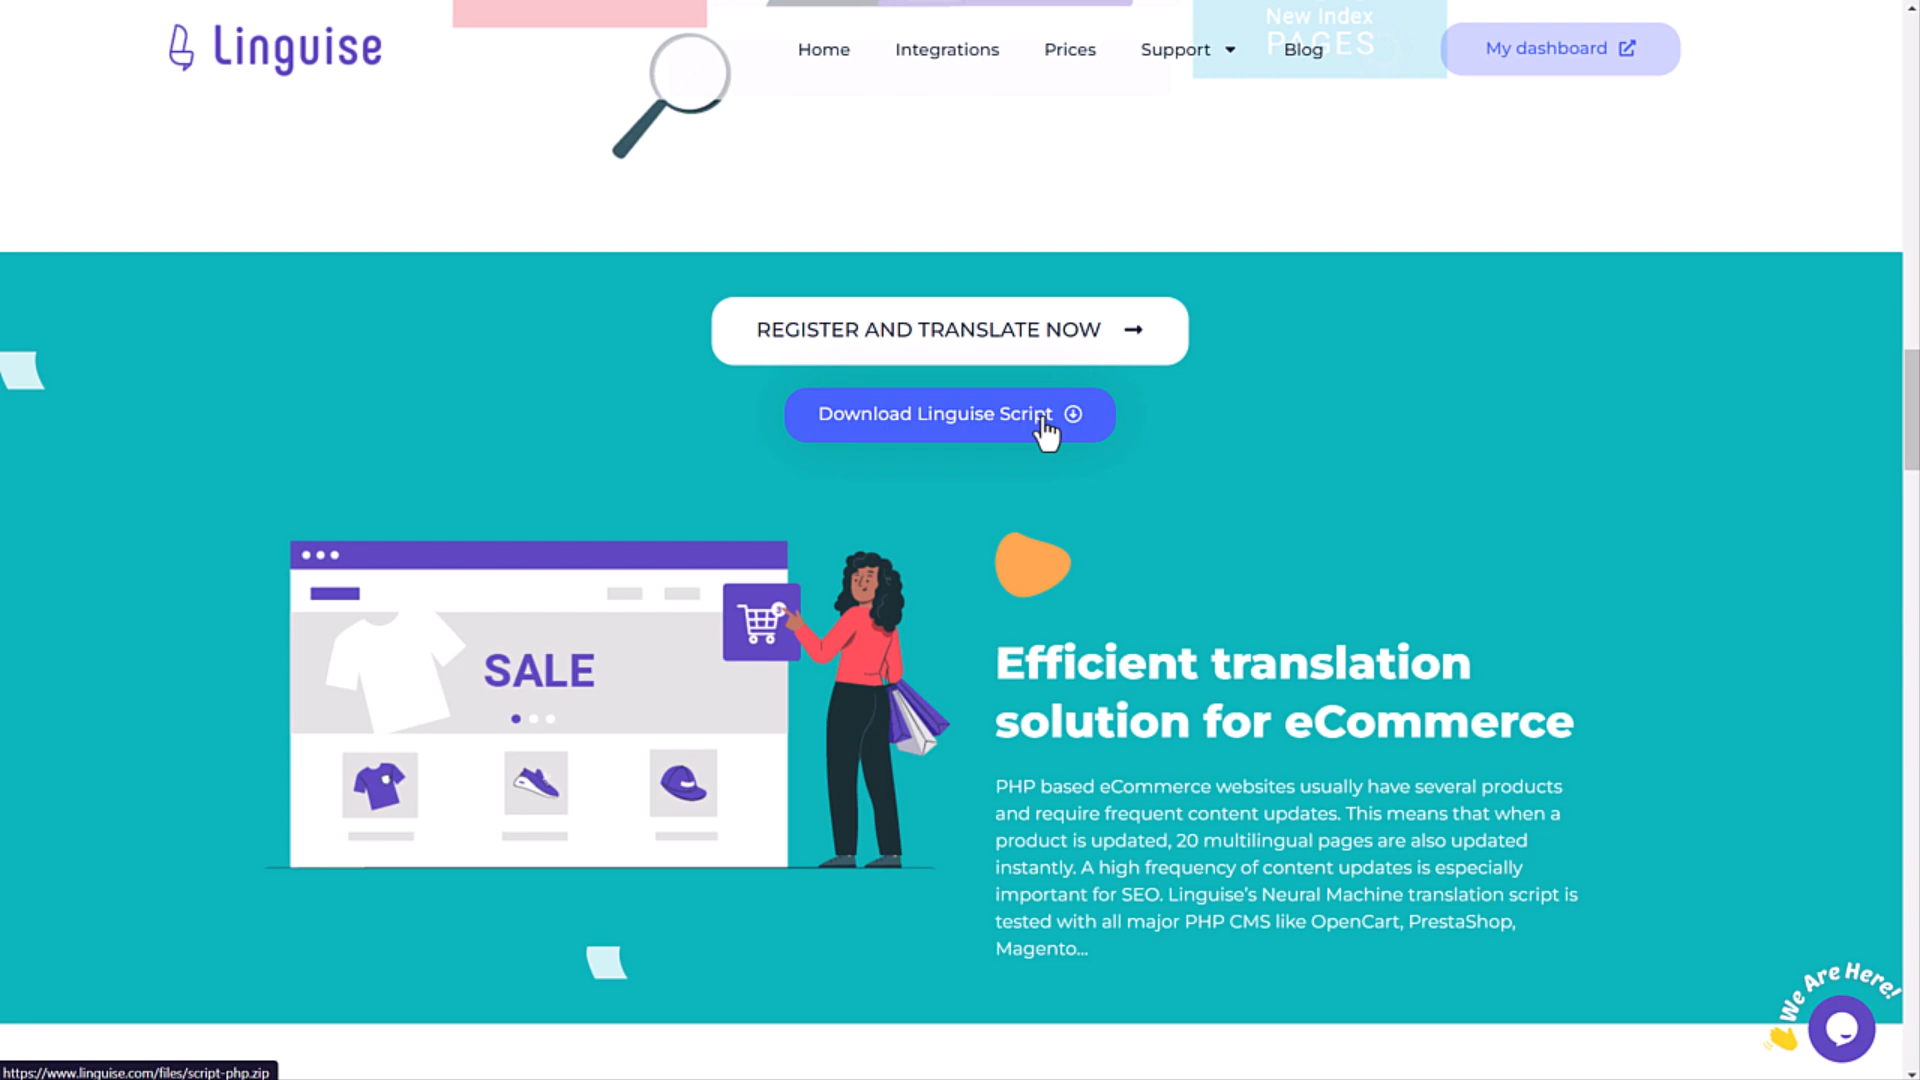 Linguise
Home
Integrations
Prices
Support
Blog
New Index
PAGES
My dashboard
REGISTER AND TRANSLATE NOW
Download Linguise Script
SALE
Efficient translation
solution for eCommerce
PHP based eCommerce websites usually have several products
and require frequent content updates. This means that when a
product is updated, 20 multilingual pages are also updated
instantly. A high frequency of content updates is especially
important for SEO. Linguise’s Neural Machine translation script is
tested with all major PHP CMS like OpenCart, PrestaShop,
Magento...
We Are Here!
https://www.linguise.com/files/script-php.zip